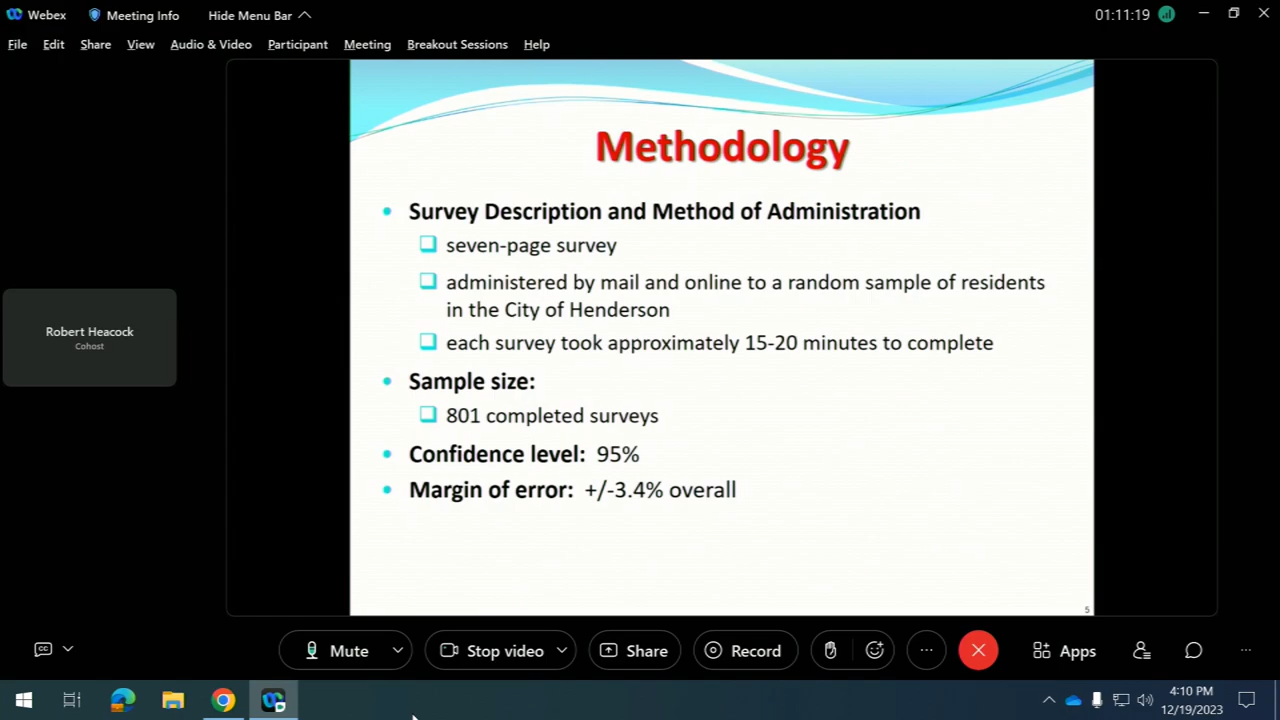 Webex
Meeting Info
Hide Menu Bar
01:11:19
File
Edit
Share
View
Audio & Video
Participant
Meeting
Breakout Sessions
Help
Methodology
Survey Description and Method of Administration
seven-page survey
administered by mail and online to a random sample of residents
in the City of Henderson
each survey took approximately 15-20 minutes to complete
Sample size:
801 completed surveys
Confidence level: 95%
Margin of error: +/-3.4% overall
5
Robert Heacock
Cohost
CC
Mute
Stop video
Share
Record
Apps
4:10 PM
12/19/2023